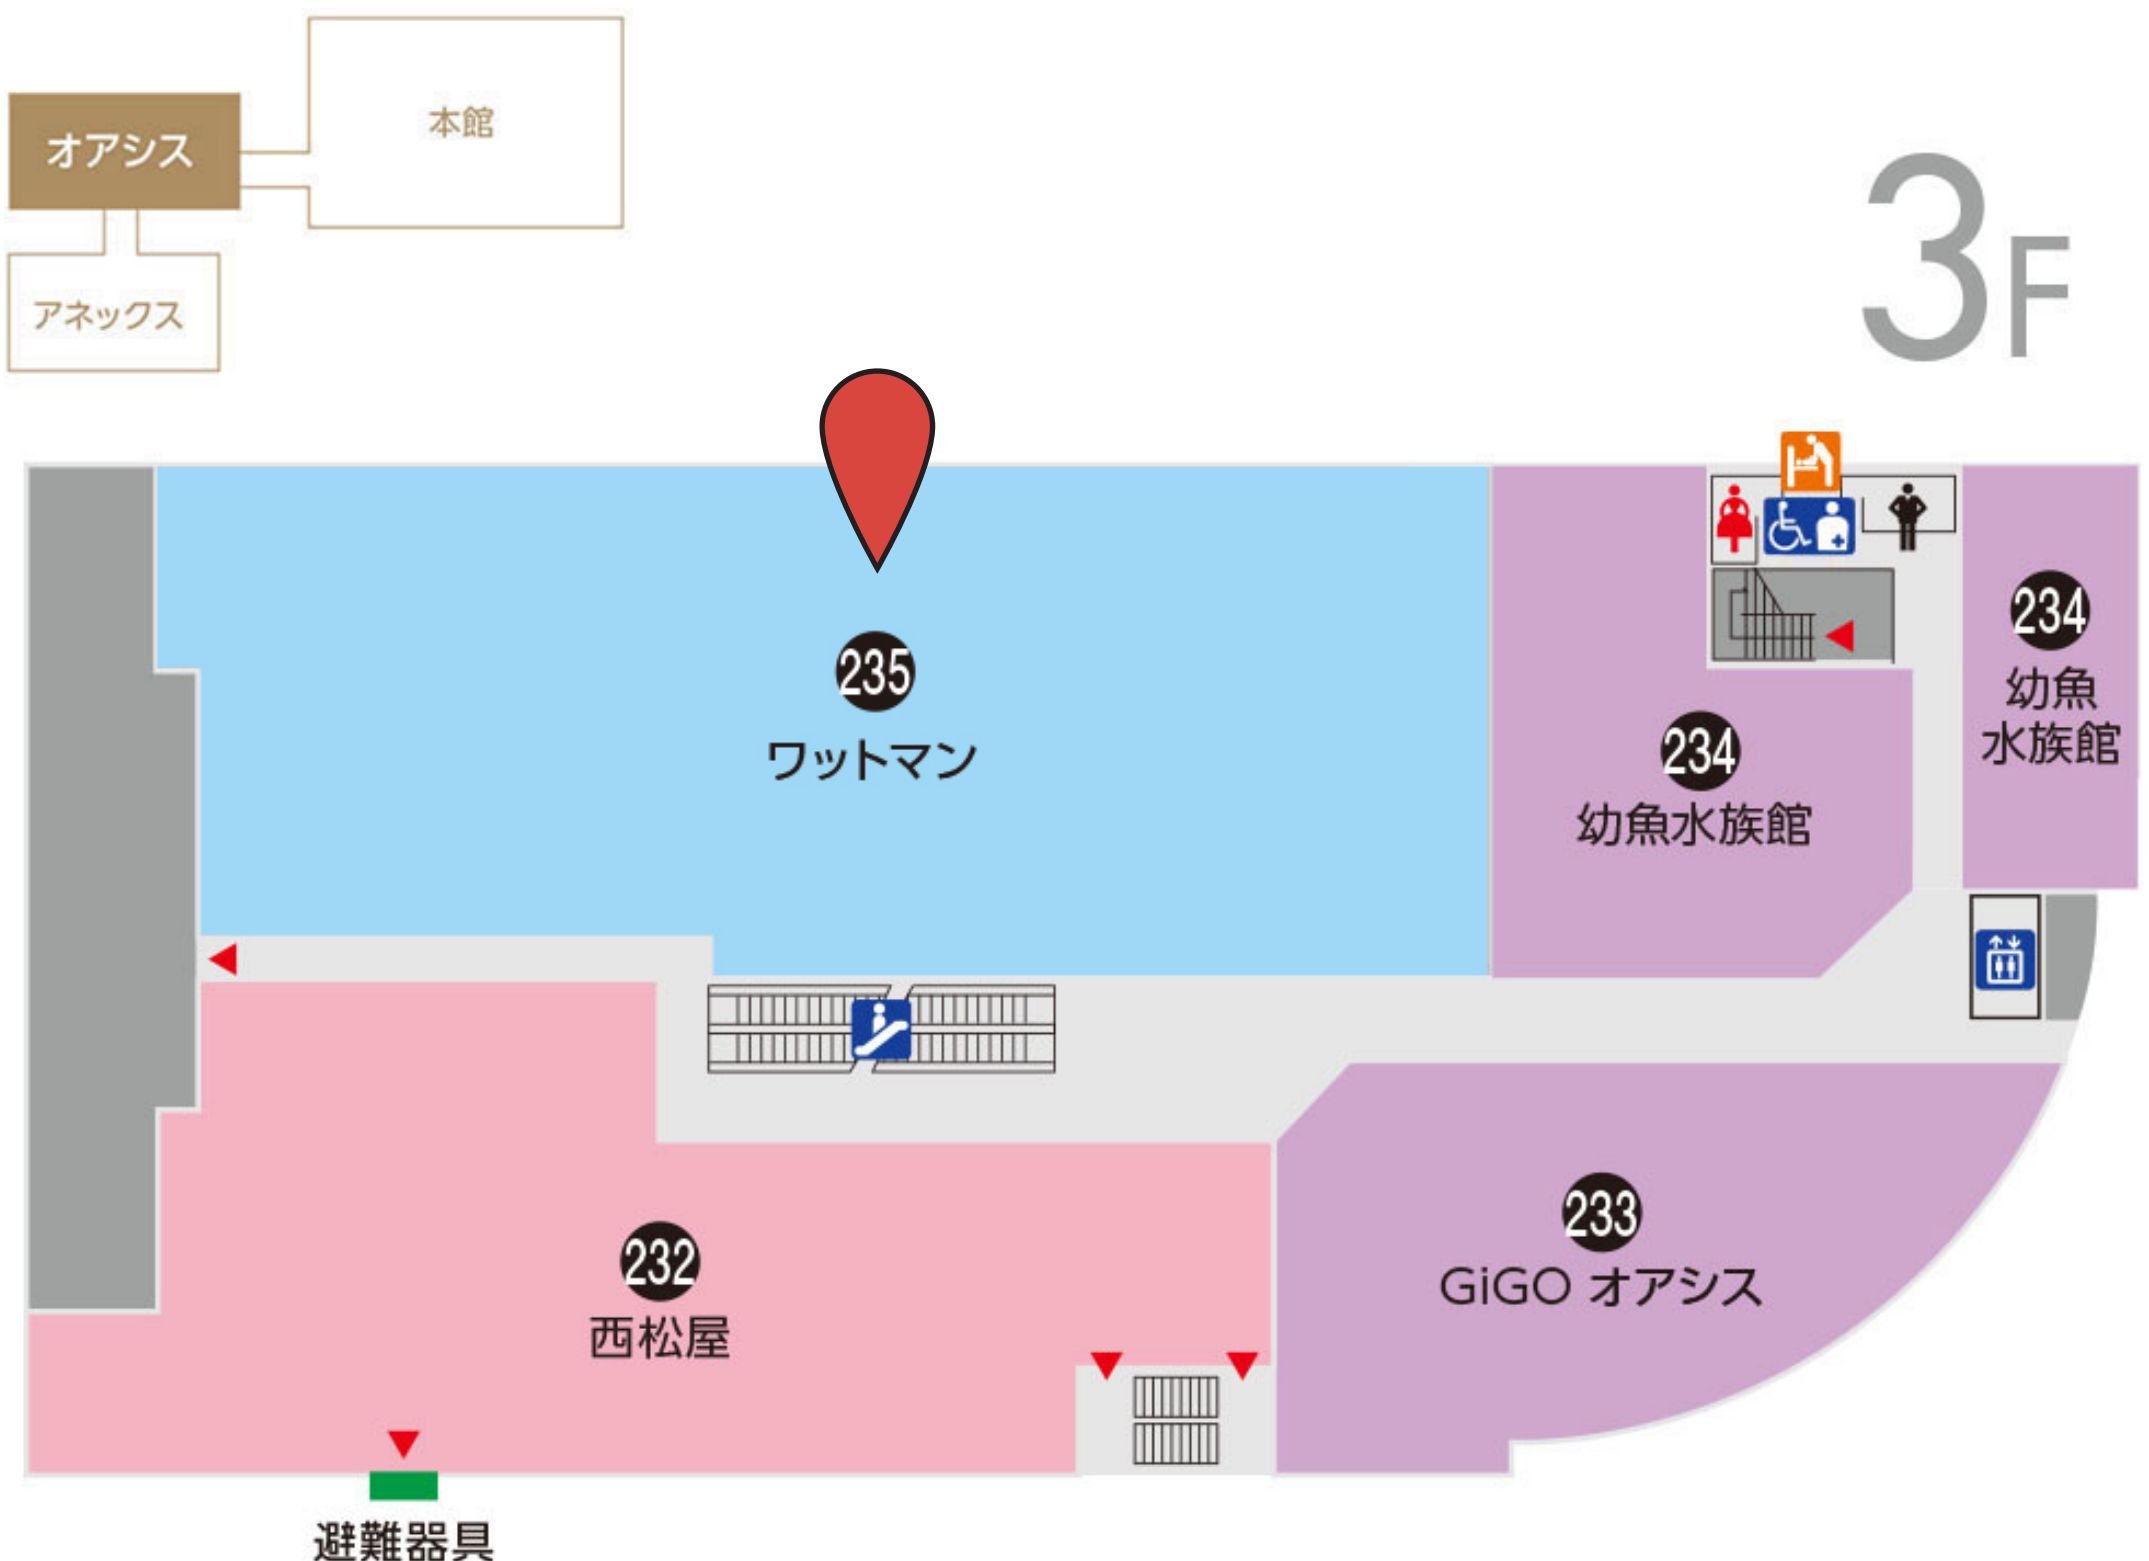 本館
オアシス
アネックス
3F
235
ワットマン
234
幼魚水族館
234
幼魚
水族館
232
西松屋
233
GiGO オアシス
避難器具